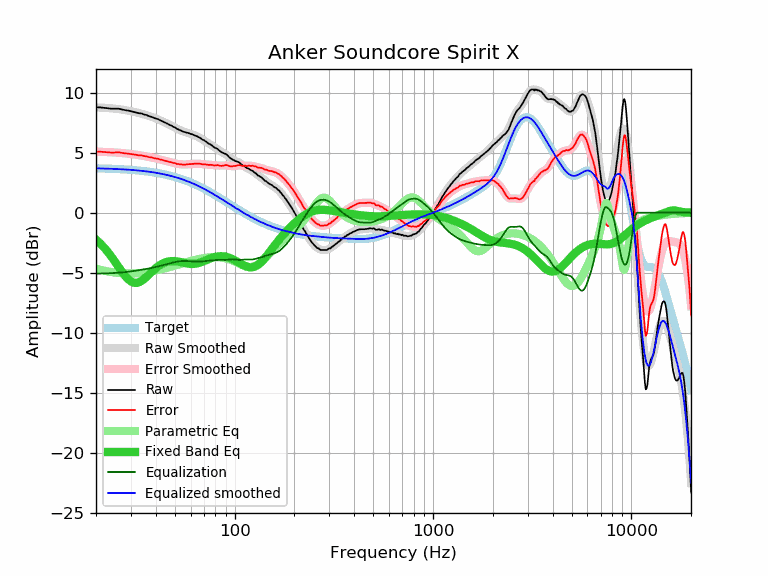 Anker Soundcore Spirit X
10
5
0
−5
−10
−15
−20
−25
Amplitude (dBr)
Target
Raw Smoothed
Error Smoothed
Raw
Error
Parametric Eq
Fixed Band Eq
Equalization
Equalized smoothed
100 1000 10000
Frequency (Hz)